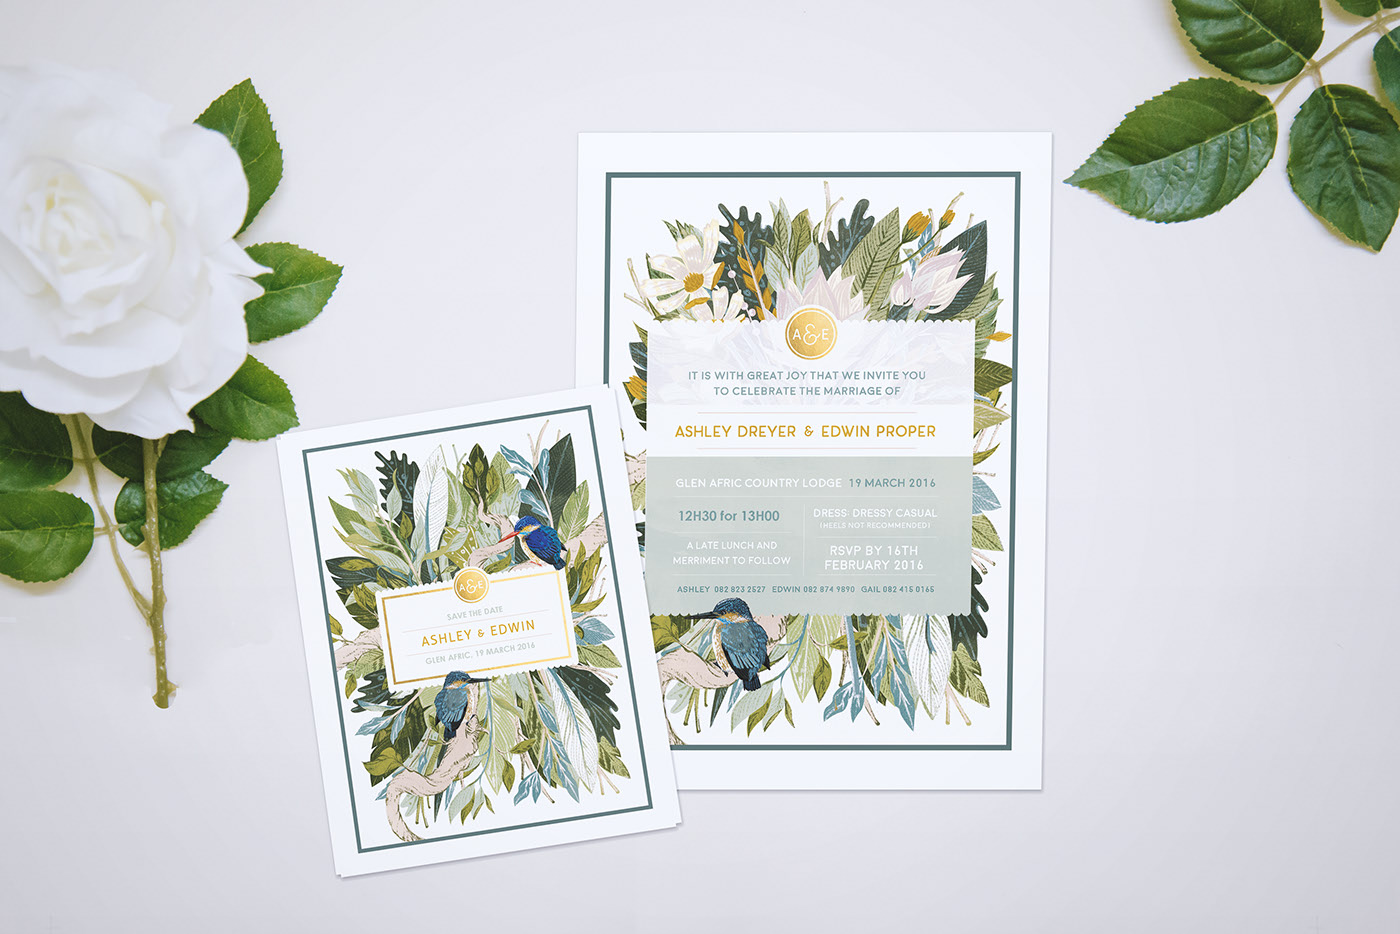 A&E
SAVE THE DATE
ASHLEY & EDWIN
GLEN AFRIC, 19 MARCH 2016
A&E
IT IS WITH GREAT JOY THAT WE INVITE YOU
TO CELEBRATE THE MARRIAGE OF
ASHLEY DREYER & EDWIN PROPER
GLEN AFRIC COUNTRY LODGE 19 MARCH 2016
12H30 for 13H00
A LATE LUNCH AND
MERRIMENT TO FOLLOW
DRESS: DRESSY CASUAL
(HEELS NOT RECOMMENDED)
RSVP BY 16TH
FEBRUARY 2016
ASHLEY 082 823 2527 EDWIN 082 874 9890 GAIL 082 415 0165